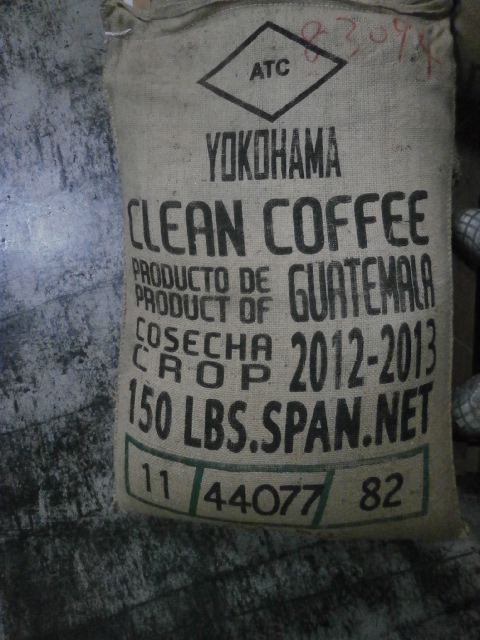 ATC
YOKOHAMA
CLEAN COFFEE
PRODUCTO DE
PRODUCT OF
GUATEMALA
COSECHA
CROP
2012-2013
150 LBS.SPAN.NET
11 44077 82